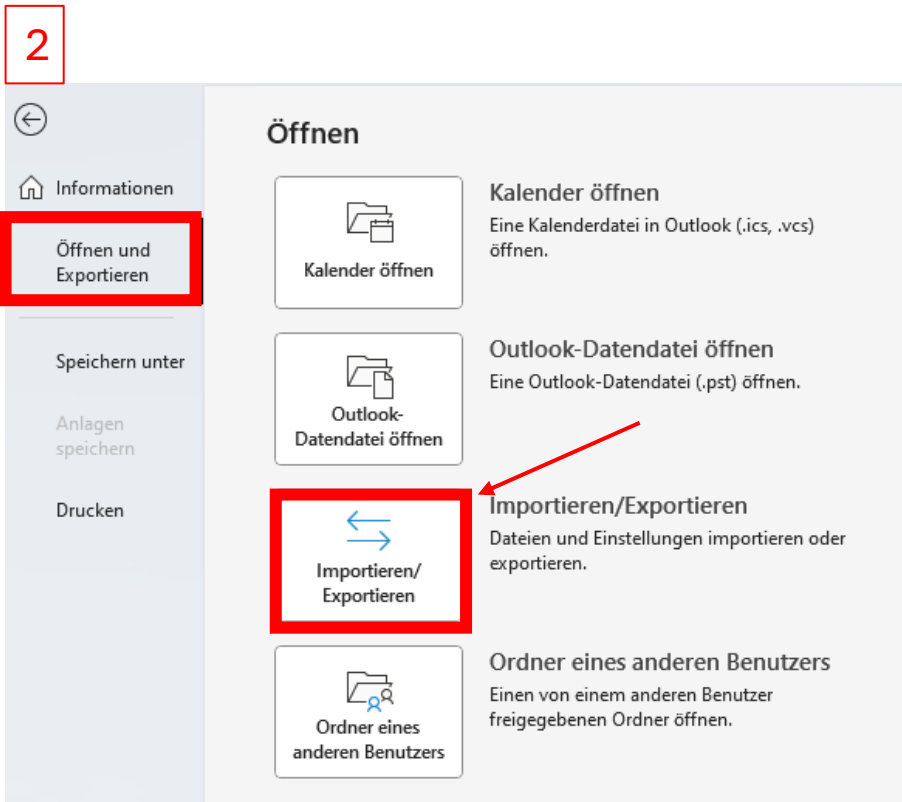 2
Öffnen
Informationen
Öffnen und
Exportieren
Speichern unter
Anlagen
speichern
Drucken
Kalender öffnen
Kalender öffnen
Eine Kalenderdatei in Outlook (.ics, .vcs)
öffnen.
Outlook-
Datendatei öffnen
Outlook-Datendatei öffnen
Eine Outlook-Datendatei (.pst) öffnen.
Importieren/
Exportieren
Importieren/Exportieren
Dateien und Einstellungen importieren oder
exportieren.
Ordner eines
anderen Benutzers
Ordner eines anderen Benutzers
Einen von einem anderen Benutzer
freigegebenen Ordner öffnen.